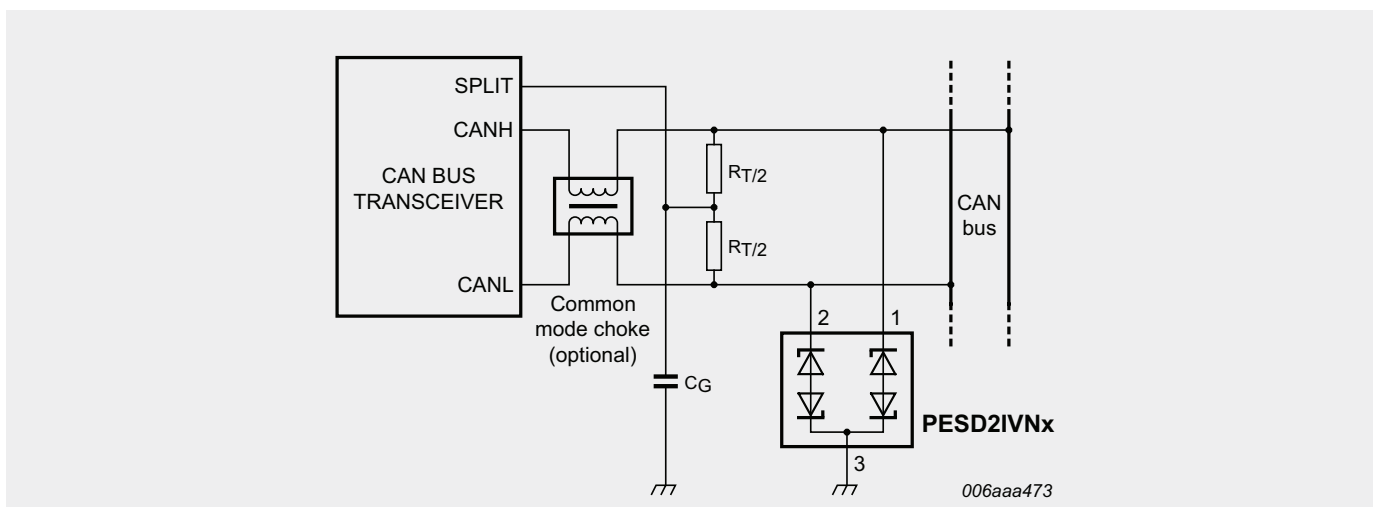 SPLIT
CANH
CAN BUS
TRANSCEIVER
CANL
Common
mode choke
(optional)
RT/2
RT/2
CG
CAN
bus
2
1
PESD2IVNx
3
006aaa473